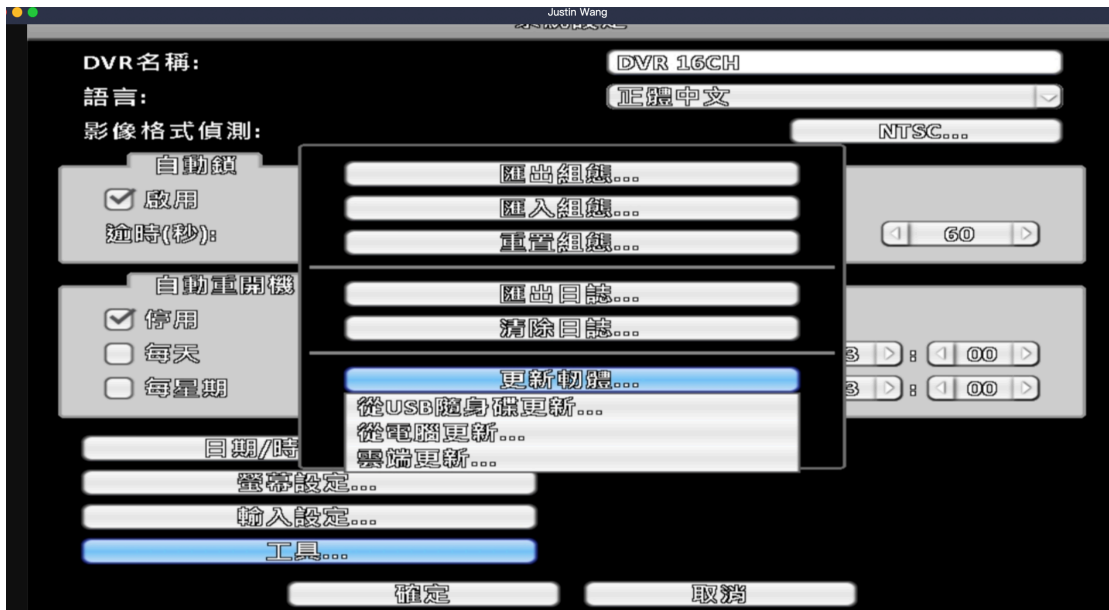 Justin Wang
DVR名稱:
DVR 16CH
語言:
正體中文
影像格式偵測:
NTSC...
自動鎖
啟用
逾時(秒):
60
自動重開機
停用
每天
: 00
每星期
: 00
匯出組態...
匯入組態...
重置組態...
匯出日誌...
清除日誌...
更新軔體...
從USB隨身碟更新...
從電腦更新...
雲端更新...
日期/時
螢幕設定...
輸入設定...
工具...
確定
取消